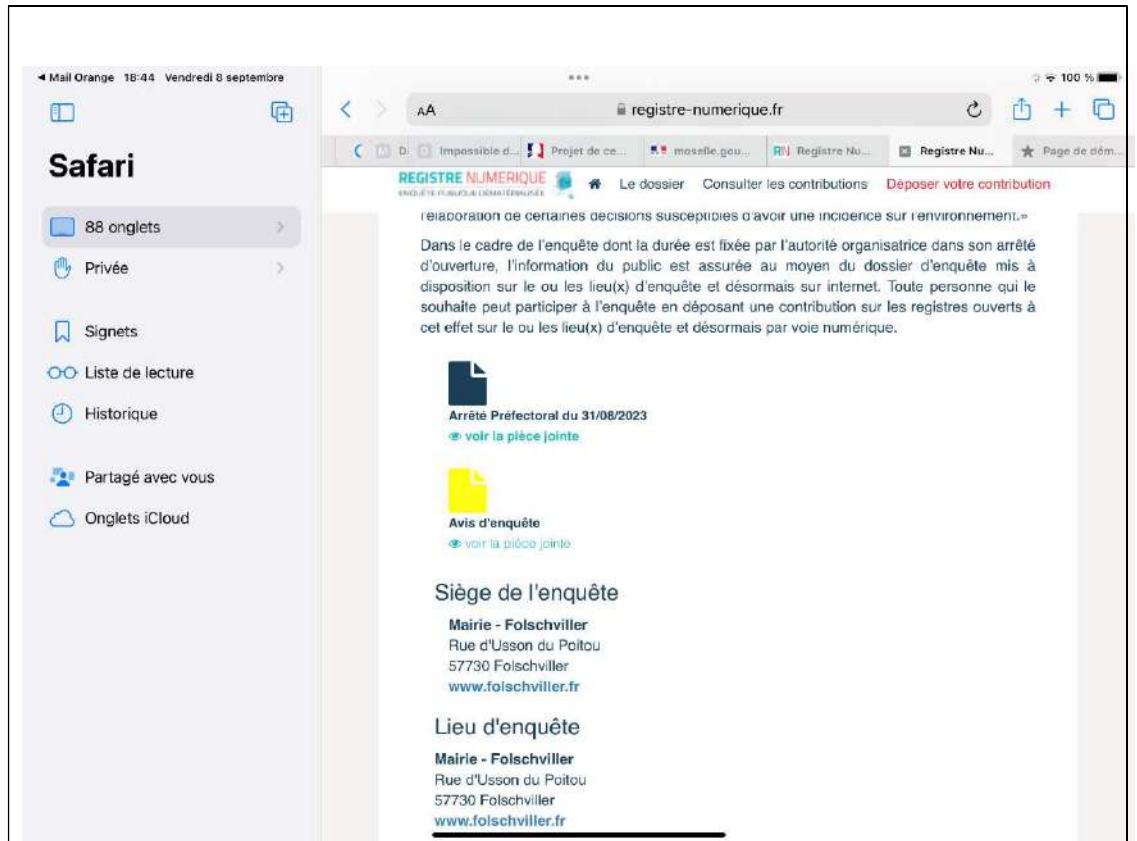 Mail Orange 18:44 Vendredi 8 septembre
100 %
AA
registre-numerique.fr
Safari
88 onglets
Privée
Signets
Liste de lecture
Historique
Partagé avec vous
Onglets iCloud
D
Impossible d...
Projet de ce...
moselle.gou...
RN Registre Nu...
Registre Nu...
Page de dém...
REGISTRE NUMERIQUE
ENQUÊTE PUBLIQUE DÉMATÉRIALISÉE
Le dossier
Consulter les contributions
Déposer votre contribution
l'élaboration de certaines décisions susceptibles d'avoir une incidence sur l'environnement.»
Dans le cadre de l'enquête dont la durée est fixée par l'autorité organisatrice dans son arrêté
d'ouverture, l'information du public est assurée au moyen du dossier d'enquête mis à
disposition sur le ou les lieu(x) d'enquête et désormais sur internet. Toute personne qui le
souhaite peut participer à l'enquête en déposant une contribution sur les registres ouverts à
cet effet sur le ou les lieu(x) d'enquête et désormais par voie numérique.
Arrêté Préfectoral du 31/08/2023
voir la pièce jointe
Avis d'enquête
voir la pièce jointe
Siège de l'enquête
Mairie - Folschviller
Rue d'Usson du Poitou
57730 Folschviller
www.folschviller.fr
Lieu d'enquête
Mairie - Folschviller
Rue d'Usson du Poitou
57730 Folschviller
www.folschviller.fr